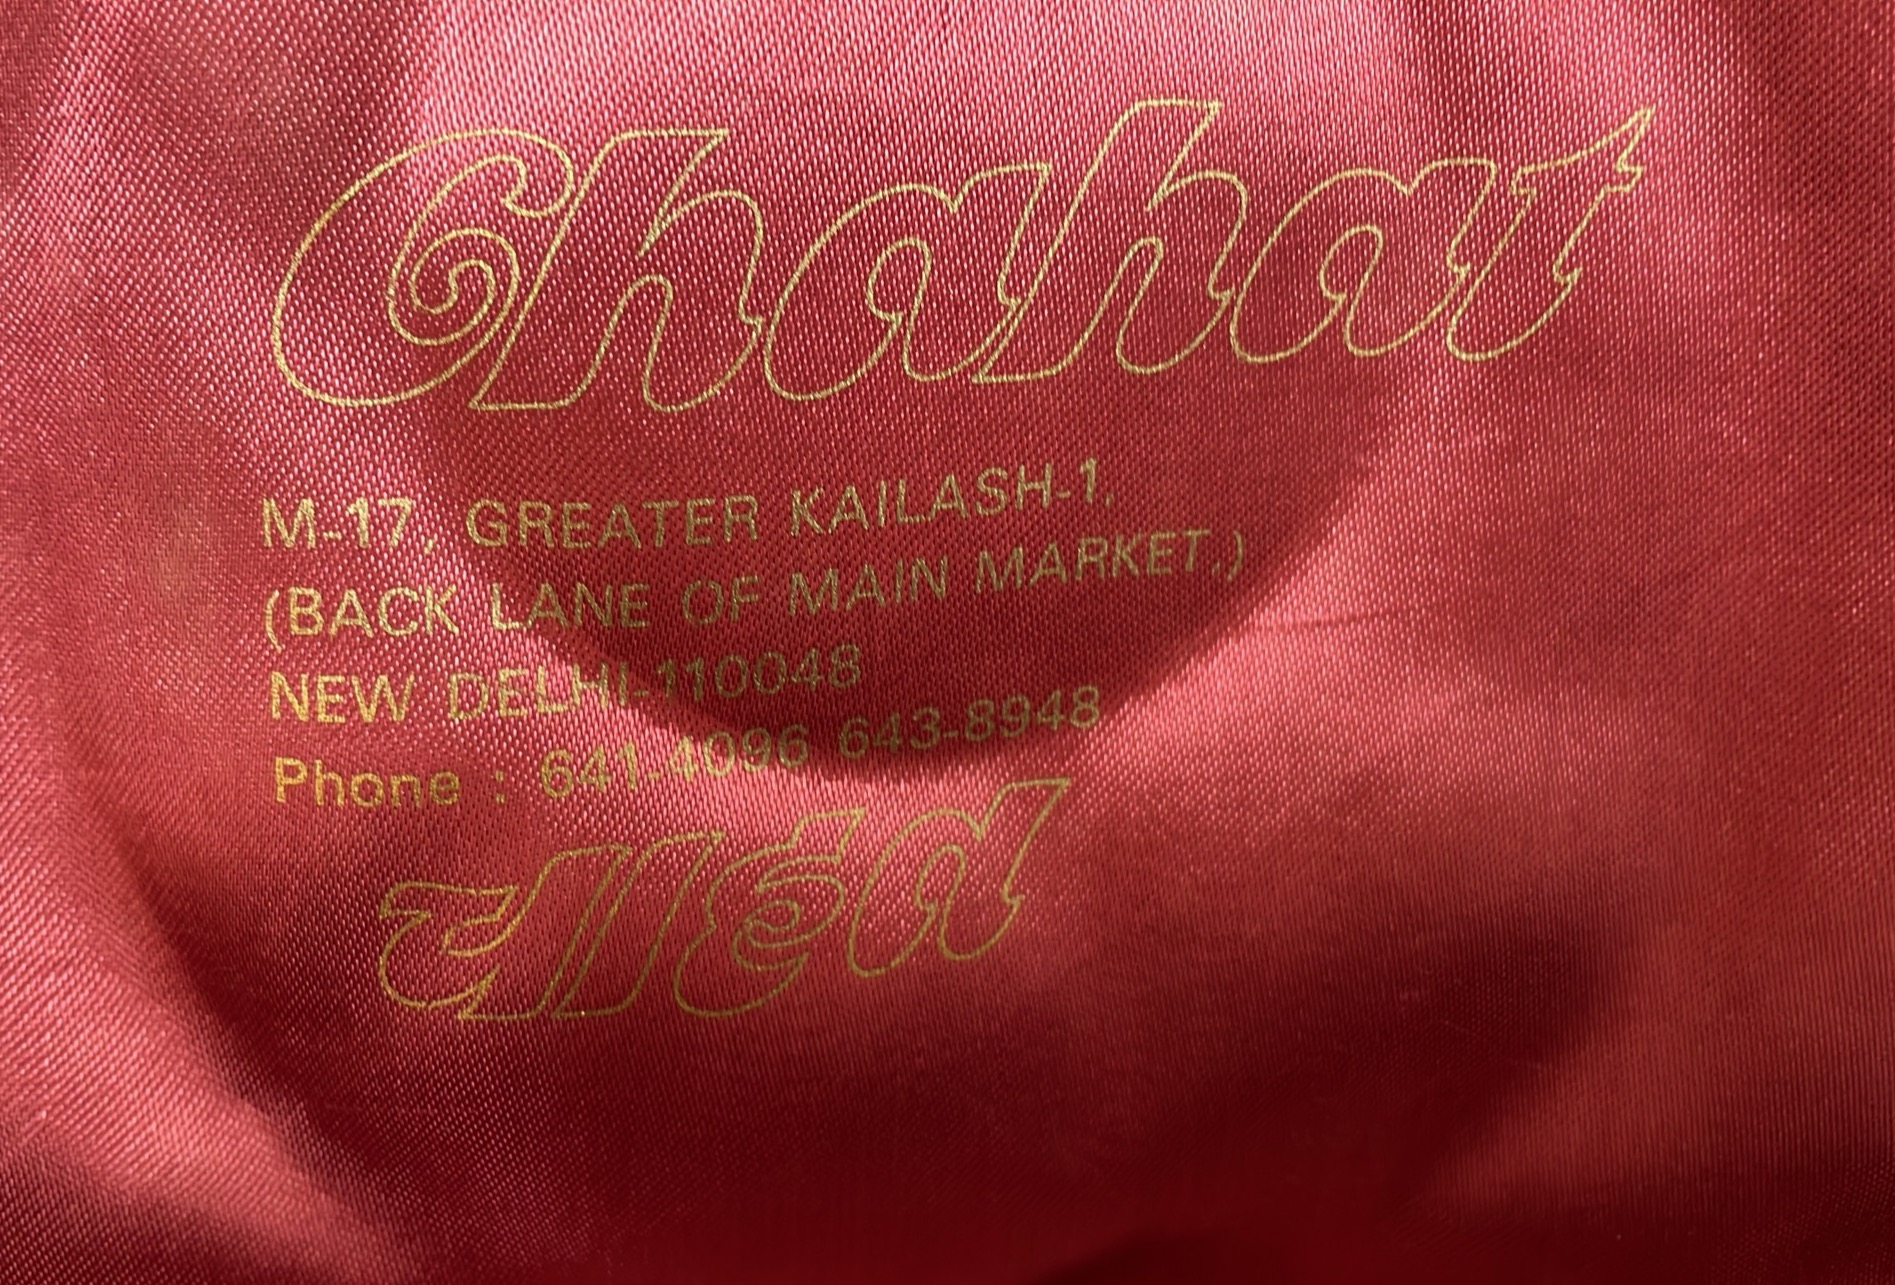 Chahat
M-17, GREATER KAILASH-1,
(BACK LANE OF MAIN MARKET,)
NEW DELHI-110048
Phone : 641-4096 643-8948
चाहत